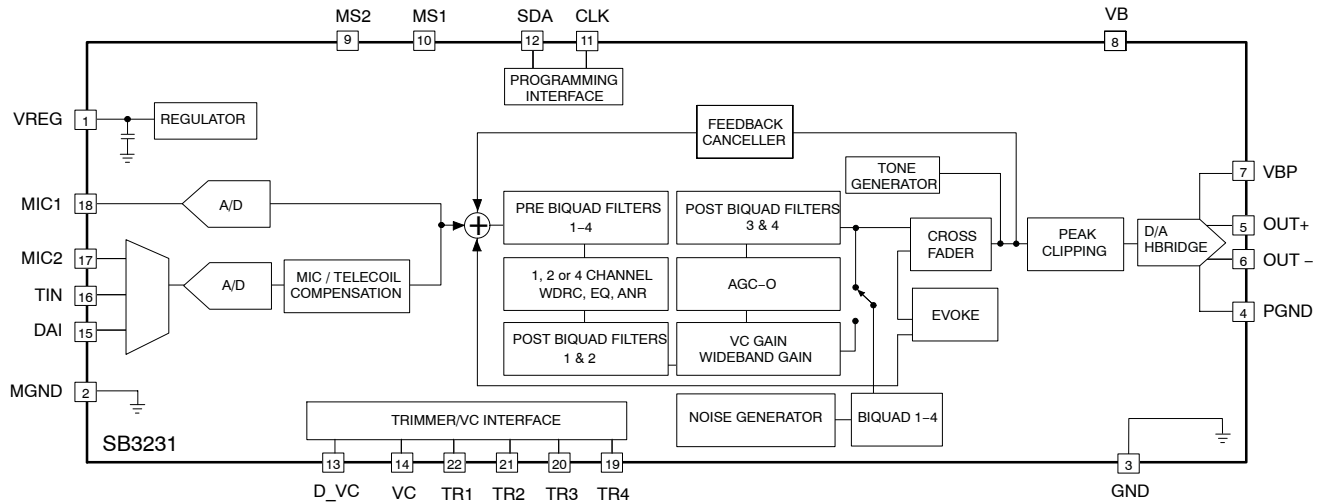 MS2 MS1 SDA CLK VB
9 10 12 11 8
PROGRAMMING
INTERFACE
VREG 1 REGULATOR
FEEDBACK
CANCELLER
TONE
GENERATOR
7 VBP
MIC1 18 A/D
PRE BIQUAD FILTERS
1–4
POST BIQUAD FILTERS
3 & 4
CROSS
FADER
PEAK
CLIPPING
D/A
HBRIDGE
5 OUT+
6 OUT –
MIC2 17
TIN 16
DAI 15
A/D
MIC / TELECOIL
COMPENSATION
1, 2 or 4 CHANNEL
WDRC, EQ, ANR
AGC–O
EVOKE
4 PGND
POST BIQUAD FILTERS
1 & 2
VC GAIN
WIDEBAND GAIN
MGND 2
NOISE GENERATOR
BIQUAD 1–4
TRIMMER/VC INTERFACE
SB3231
13 14 22 21 20 19 3
D_VC VC TR1 TR2 TR3 TR4 GND